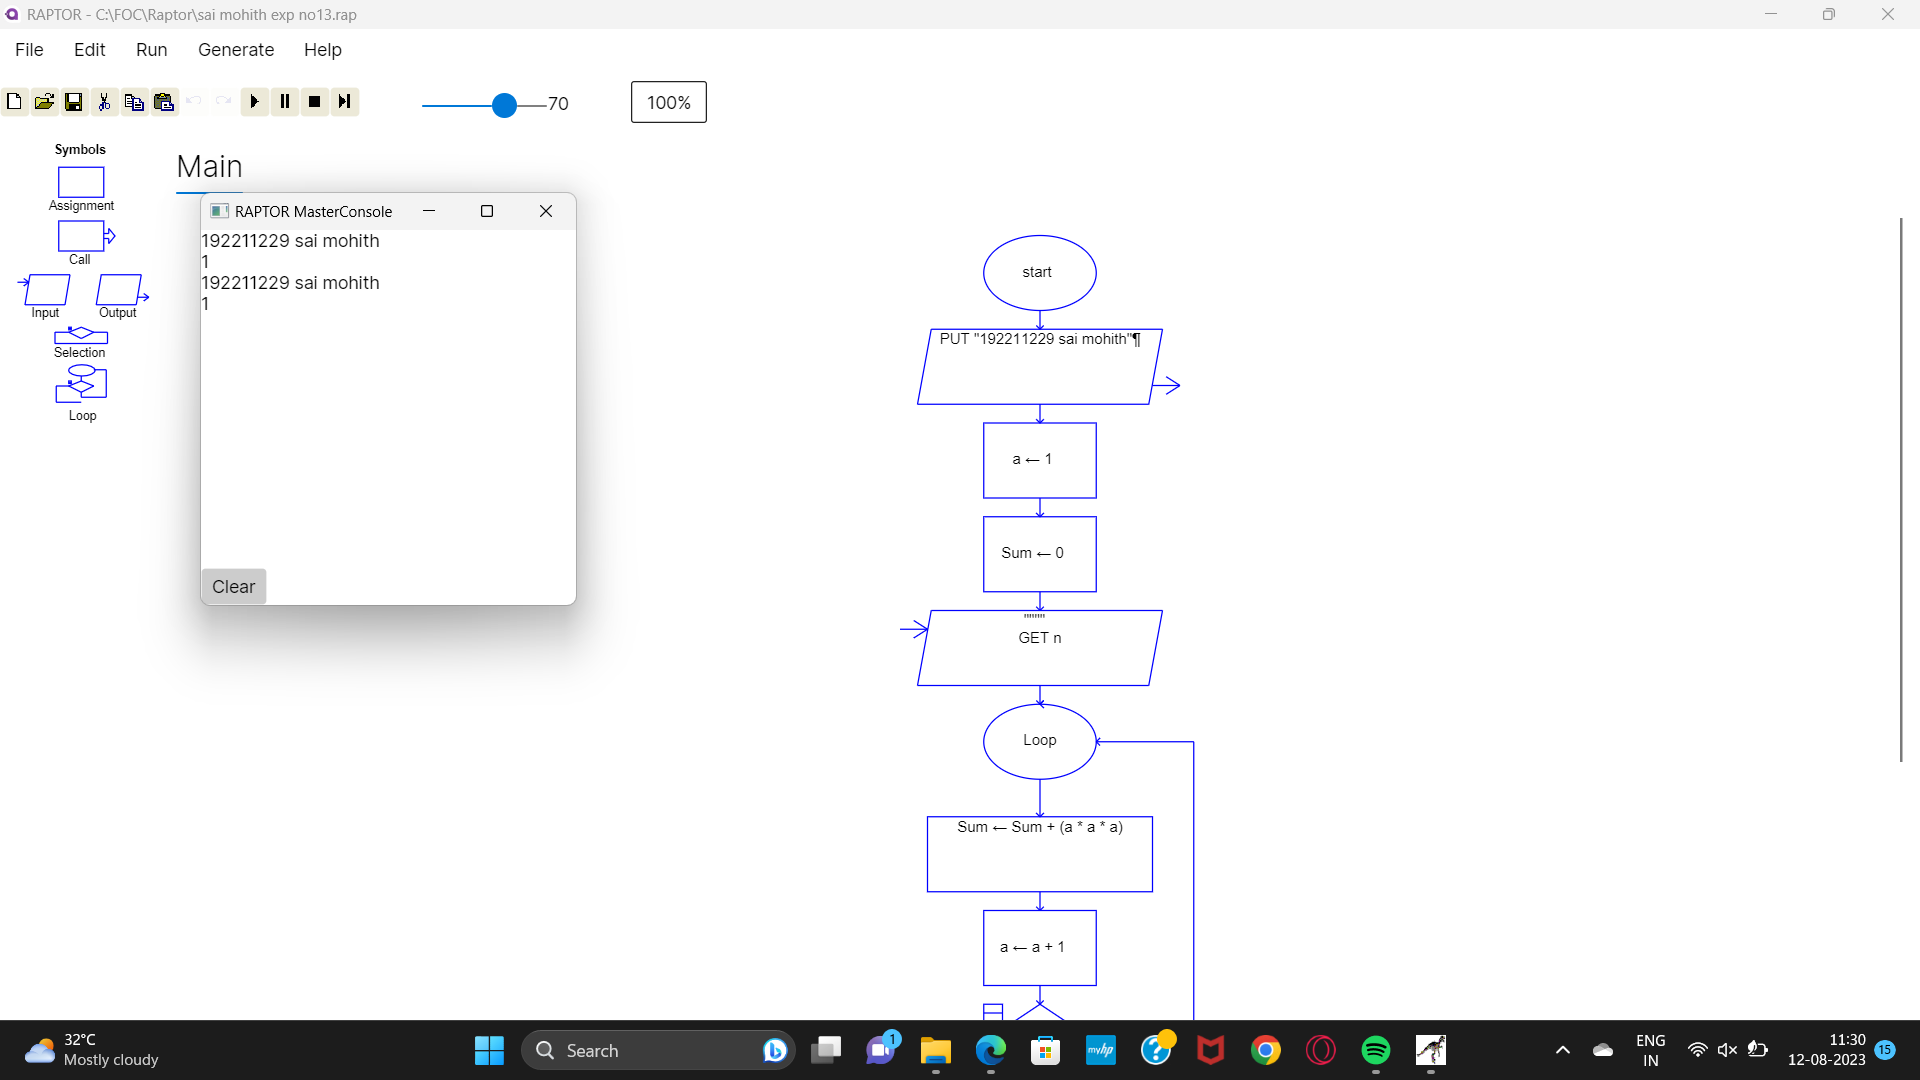 RAPTOR - C:\FOC\Raptor\sai mohith exp no13.rap
File Edit Run Generate Help
70
100%
Symbols
Assignment
Call
Input Output
Selection
Loop
Main
RAPTOR MasterConsole
192211229 sai mohith
1
192211229 sai mohith
1
Clear
start
PUT "192211229 sai mohith"¶
a ← 1
Sum ← 0
""""
GET n
Loop
Sum ← Sum + (a * a * a)
a ← a + 1
32°C
Mostly cloudy
Search
1
myhp
ENG
IN
11:30
12-08-2023
15